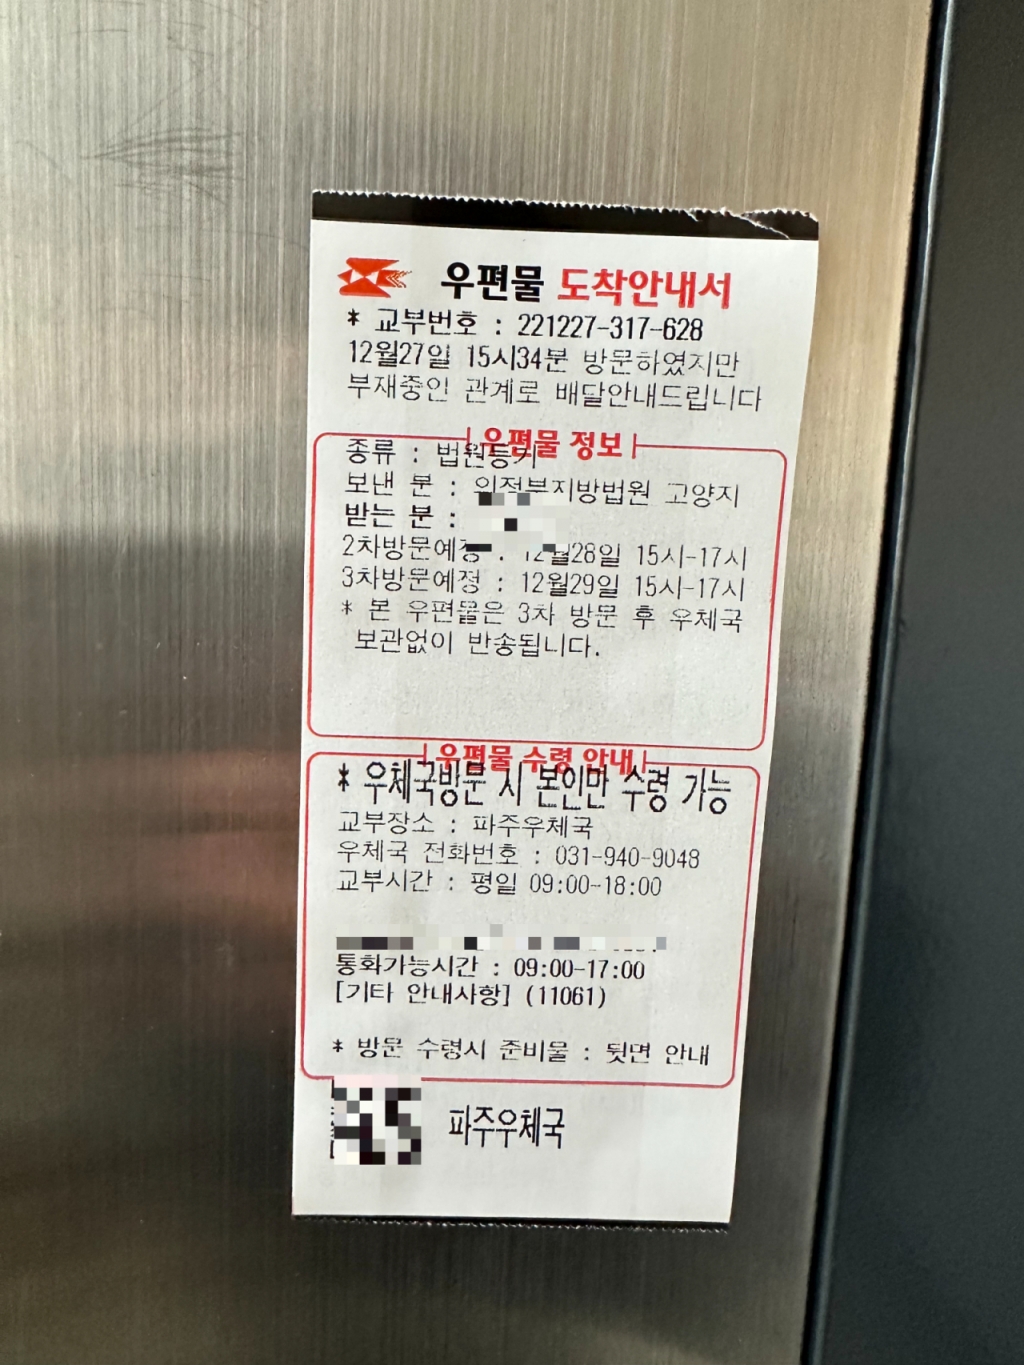 우편물 도착안내서
* 교부번호 : 221227-317-628
12월27일 15시34분 방문하였지만
부재중인 관계로 배달안내드립니다
우편물 정보
종류 : 법원등기
보낸 분 : 의정부지방법원 고양지
받는 분 :
2차방문예정 : 12월28일 15시-17시
3차방문예정 : 12월29일 15시-17시
* 본 우편물은 3차 방문 후 우체국
보관없이 반송됩니다.
우편물 수령 안내
* 우체국방문 시 본인만 수령 가능
교부장소 : 파주우체국
우체국 전화번호 : 031-940-9048
교부시간 : 평일 09:00-18:00
통화가능시간 : 09:00-17:00
[기타 안내사항] (11061)
* 방문 수령시 준비물 : 뒷면 안내
파주우체국